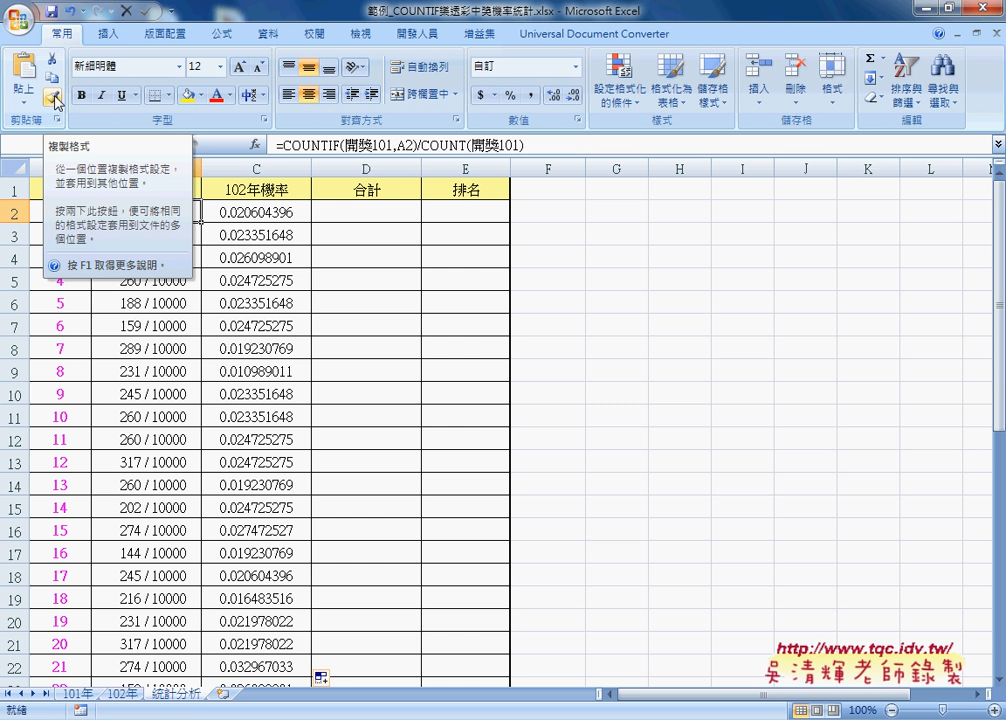 範例_COUNTIF樂透彩中獎機率統計.xlsx - Microsoft Excel
常用 插入 版面配置 公式 資料 校閱 檢視 開發人員 增益集 Universal Document Converter
貼上 新細明體 12 自動換列 自訂 設定格式化的條件 格式化為表格 儲存格樣式 插入 刪除 格式 排序與篩選 尋找與選取
B I U 跨欄置中 $ % ,
剪貼簿 字型 對齊方式 數值 樣式 儲存格 編輯
fx =COUNTIF(開獎101,A2)/COUNT(開獎101)
複製格式
從一個位置複製格式設定，
並套用到其他位置。
按兩下此按鈕，便可將相同
的格式設定套用到文件的多
個位置。
按 F1 取得更多說明。
C D E F G H I J K L
1 102年機率 合計 排名
2 0.020604396
3 0.023351648
4 0.026098901
5 4 260 / 10000 0.024725275
6 5 188 / 10000 0.023351648
7 6 159 / 10000 0.024725275
8 7 289 / 10000 0.019230769
9 8 231 / 10000 0.010989011
10 9 245 / 10000 0.023351648
11 10 260 / 10000 0.023351648
12 11 260 / 10000 0.024725275
13 12 317 / 10000 0.024725275
14 13 260 / 10000 0.019230769
15 14 202 / 10000 0.024725275
16 15 274 / 10000 0.027472527
17 16 144 / 10000 0.019230769
18 17 245 / 10000 0.020604396
19 18 216 / 10000 0.016483516
20 19 231 / 10000 0.021978022
21 20 317 / 10000 0.021978022
22 21 274 / 10000 0.032967033
http://www.tqc.idv.tw/
吳清輝老師錄製
101年 102年 統計分析
就緒 100%